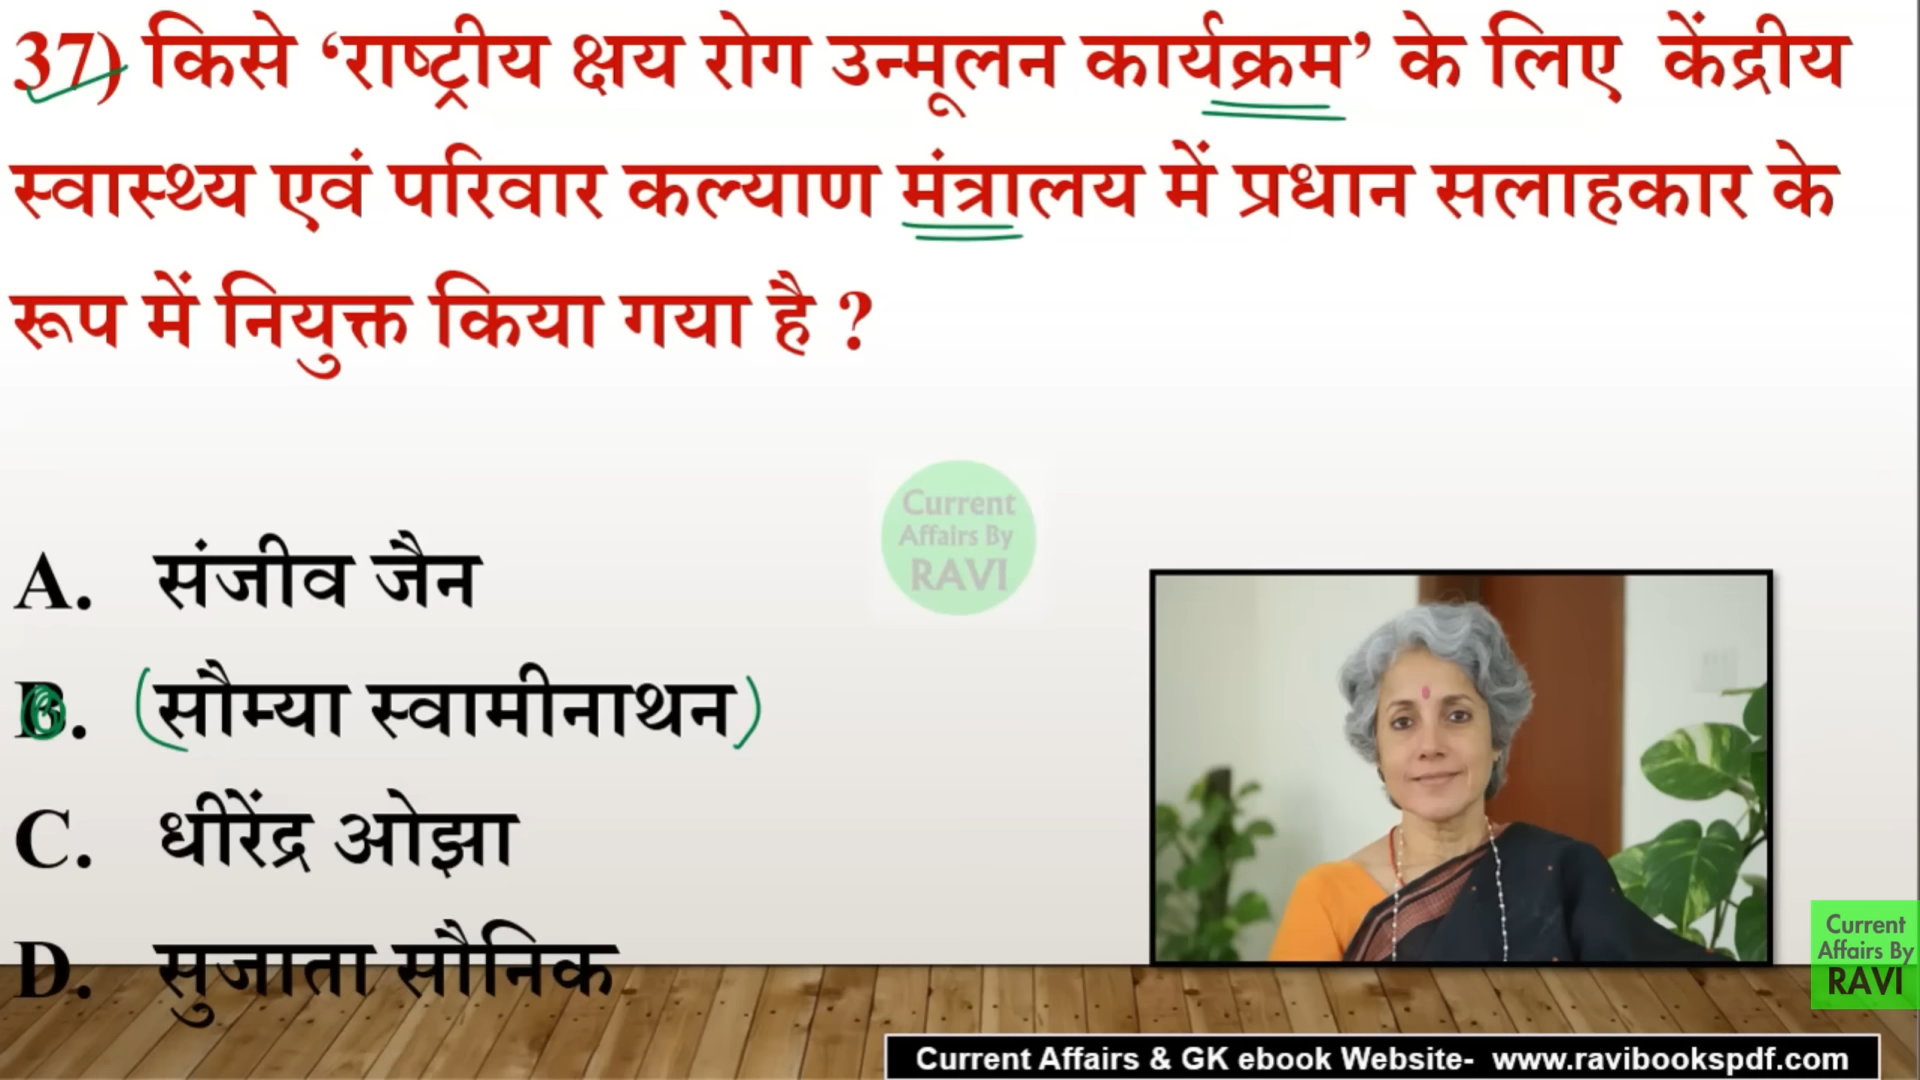 37) किसे ‘राष्ट्रीय क्षय रोग उन्मूलन कार्यक्रम’ के लिए केंद्रीय
स्वास्थ्य एवं परिवार कल्याण मंत्रालय में प्रधान सलाहकार के
रूप में नियुक्त किया गया है ?
Current
Affairs By
RAVI
A. संजीव जैन
B. (सौम्या स्वामीनाथन)
C. धीरेंद्र ओझा
D. सुजाता सौनिक
Current
Affairs By
RAVI
Current Affairs & GK ebook Website- www.ravibookspdf.com